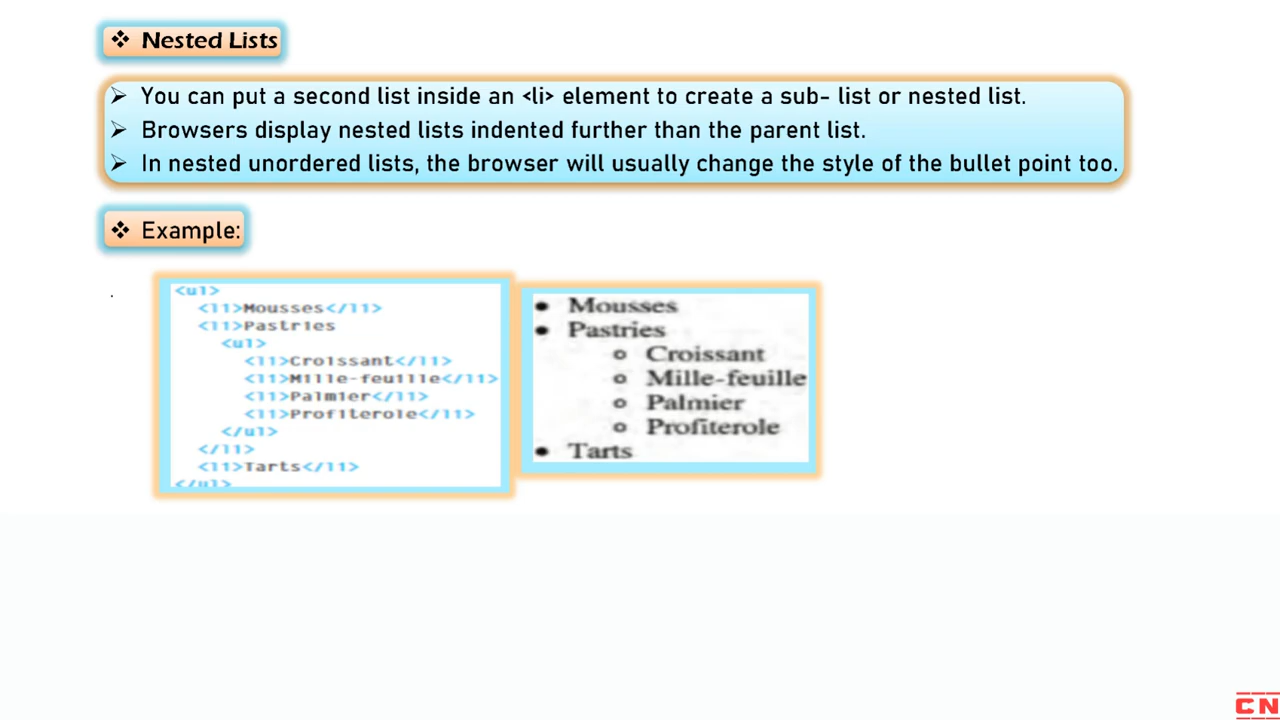 ❖ Nested Lists
➢ You can put a second list inside an <li> element to create a sub- list or nested list.
➢ Browsers display nested lists indented further than the parent list.
➢ In nested unordered lists, the browser will usually change the style of the bullet point too.
❖ Example:
<ul>
<li>Mousses</li>
<li>Pastries
<ul>
<li>Croissant</li>
<li>Mille-feuille</li>
<li>Palmier</li>
<li>Profiterole</li>
</ul>
</li>
<li>Tarts</li>
</ul>
• Mousses
• Pastries
o Croissant
o Mille-feuille
o Palmier
o Profiterole
• Tarts
CN